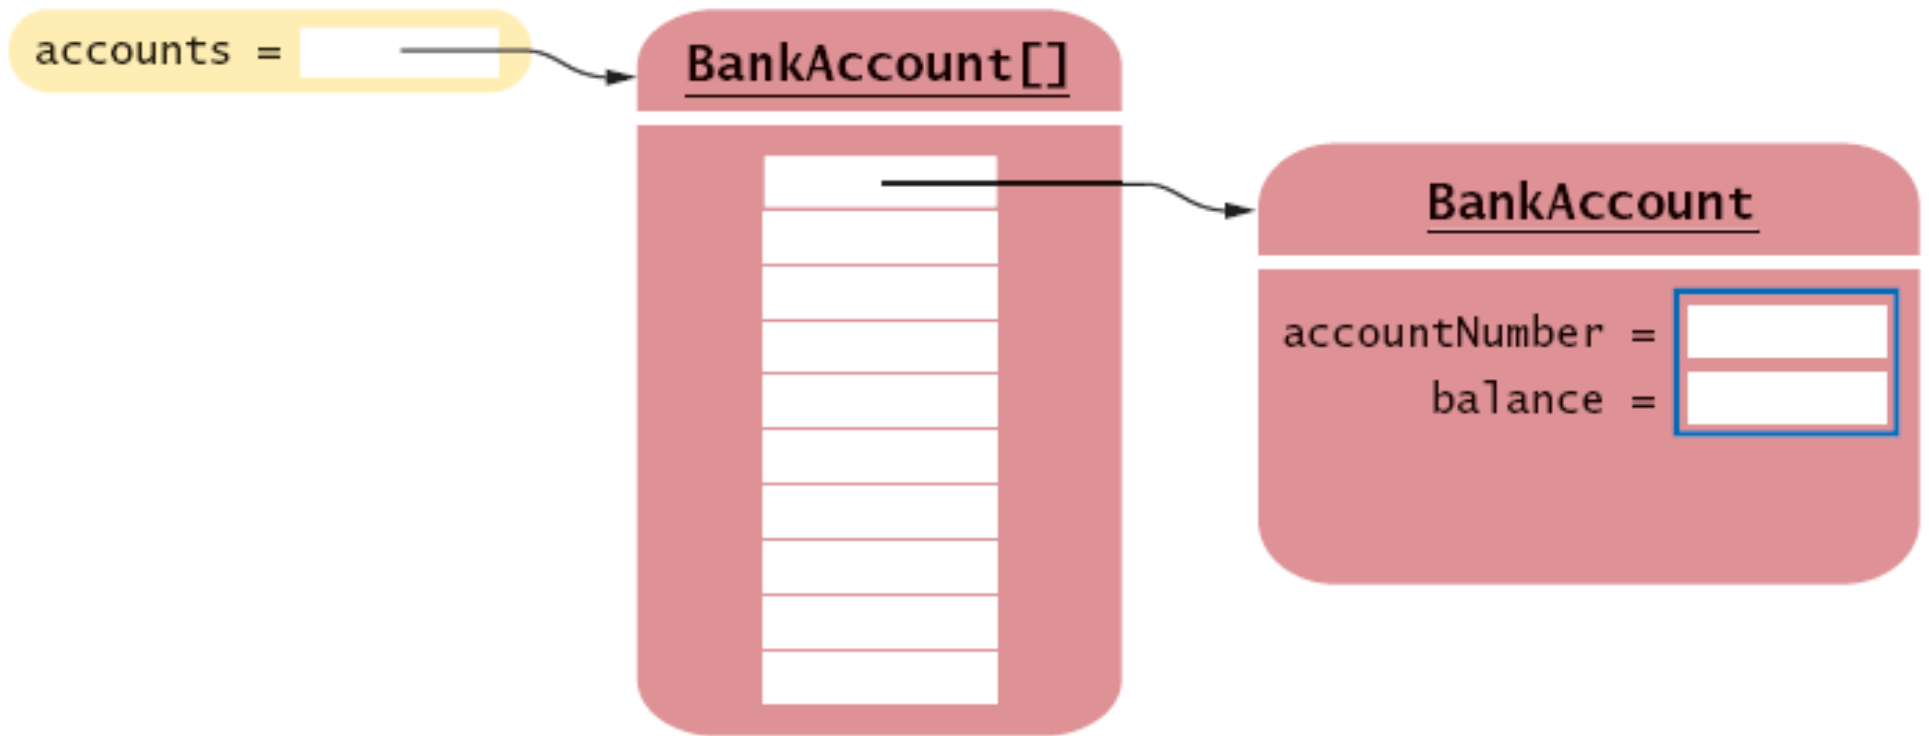 accounts =
BankAccount[]
BankAccount
accountNumber =
balance =